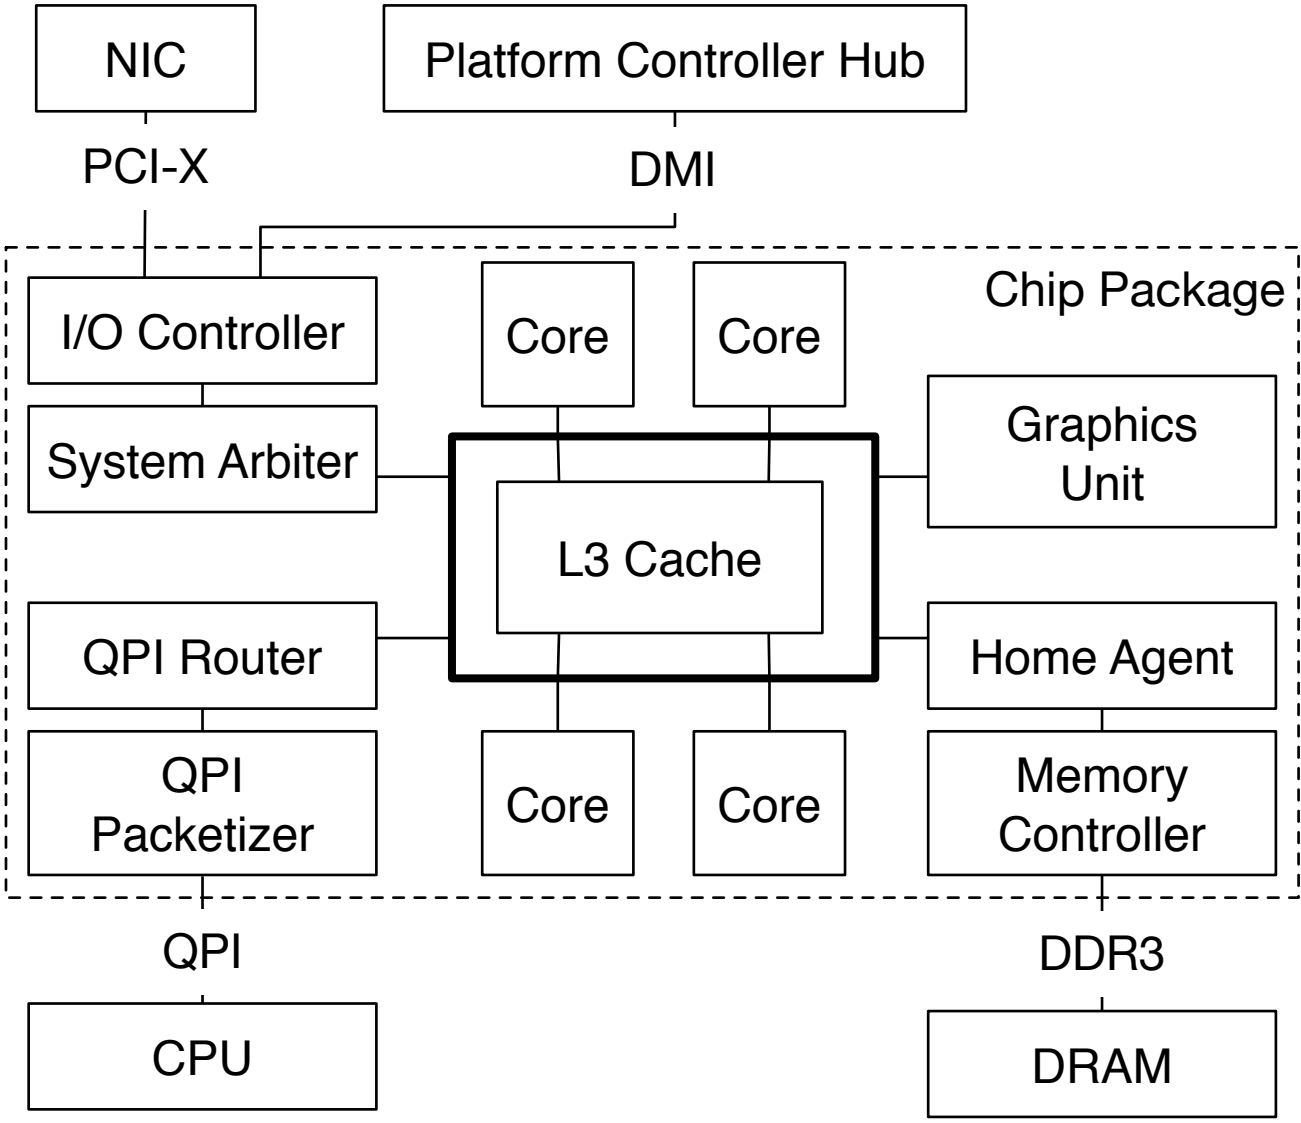 NIC
Platform Controller Hub
PCI-X
DMI
Chip Package
I/O Controller
Core
Core
System Arbiter
Graphics
Unit
L3 Cache
QPI Router
Home Agent
QPI
Packetizer
Core
Core
Memory
Controller
QPI
DDR3
CPU
DRAM